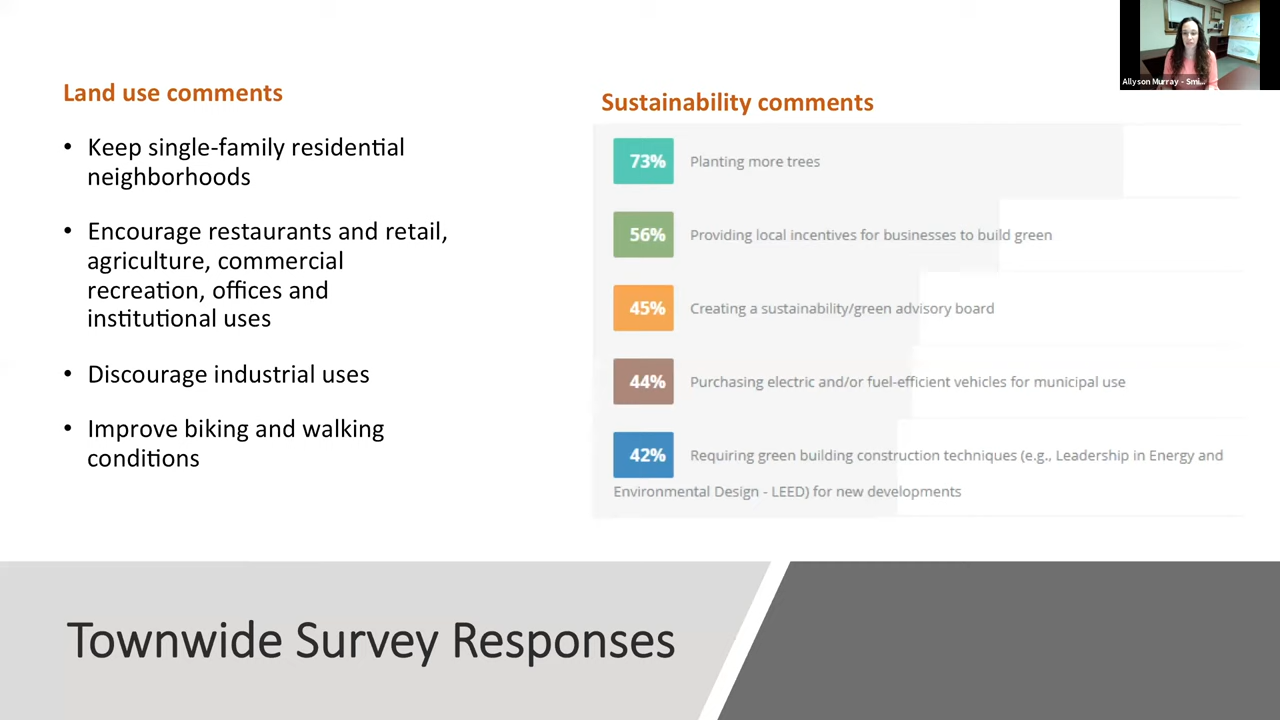 Allyson Murray - Smi...
Land use comments
• Keep single-family residential
neighborhoods
• Encourage restaurants and retail,
agriculture, commercial
recreation, offices and
institutional uses
• Discourage industrial uses
• Improve biking and walking
conditions
Sustainability comments
73% Planting more trees
56% Providing local incentives for businesses to build green
45% Creating a sustainability/green advisory board
44% Purchasing electric and/or fuel-efficient vehicles for municipal use
42% Requiring green building construction techniques (e.g., Leadership in Energy and
Environmental Design - LEED) for new developments
Townwide Survey Responses